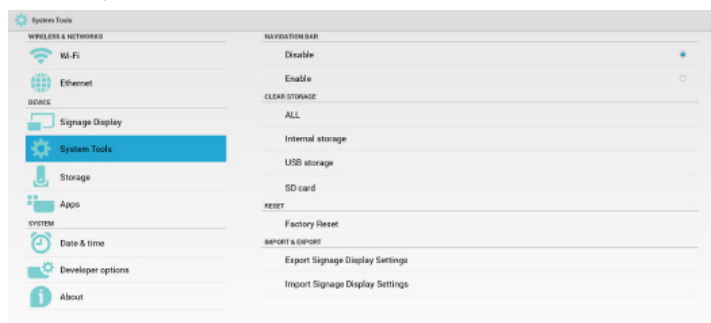 System Tools
WIRELESS & NETWORKS
Wi-Fi
Ethernet
DEVICE
Signage Display
System Tools
Storage
Apps
SYSTEM
Date & time
Developer options
About
NAVIGATION BAR
Disable
Enable
CLEAR STORAGE
ALL
Internal storage
USB storage
SD card
RESET
Factory Reset
IMPORT & EXPORT
Export Signage Display Settings
Import Signage Display Settings